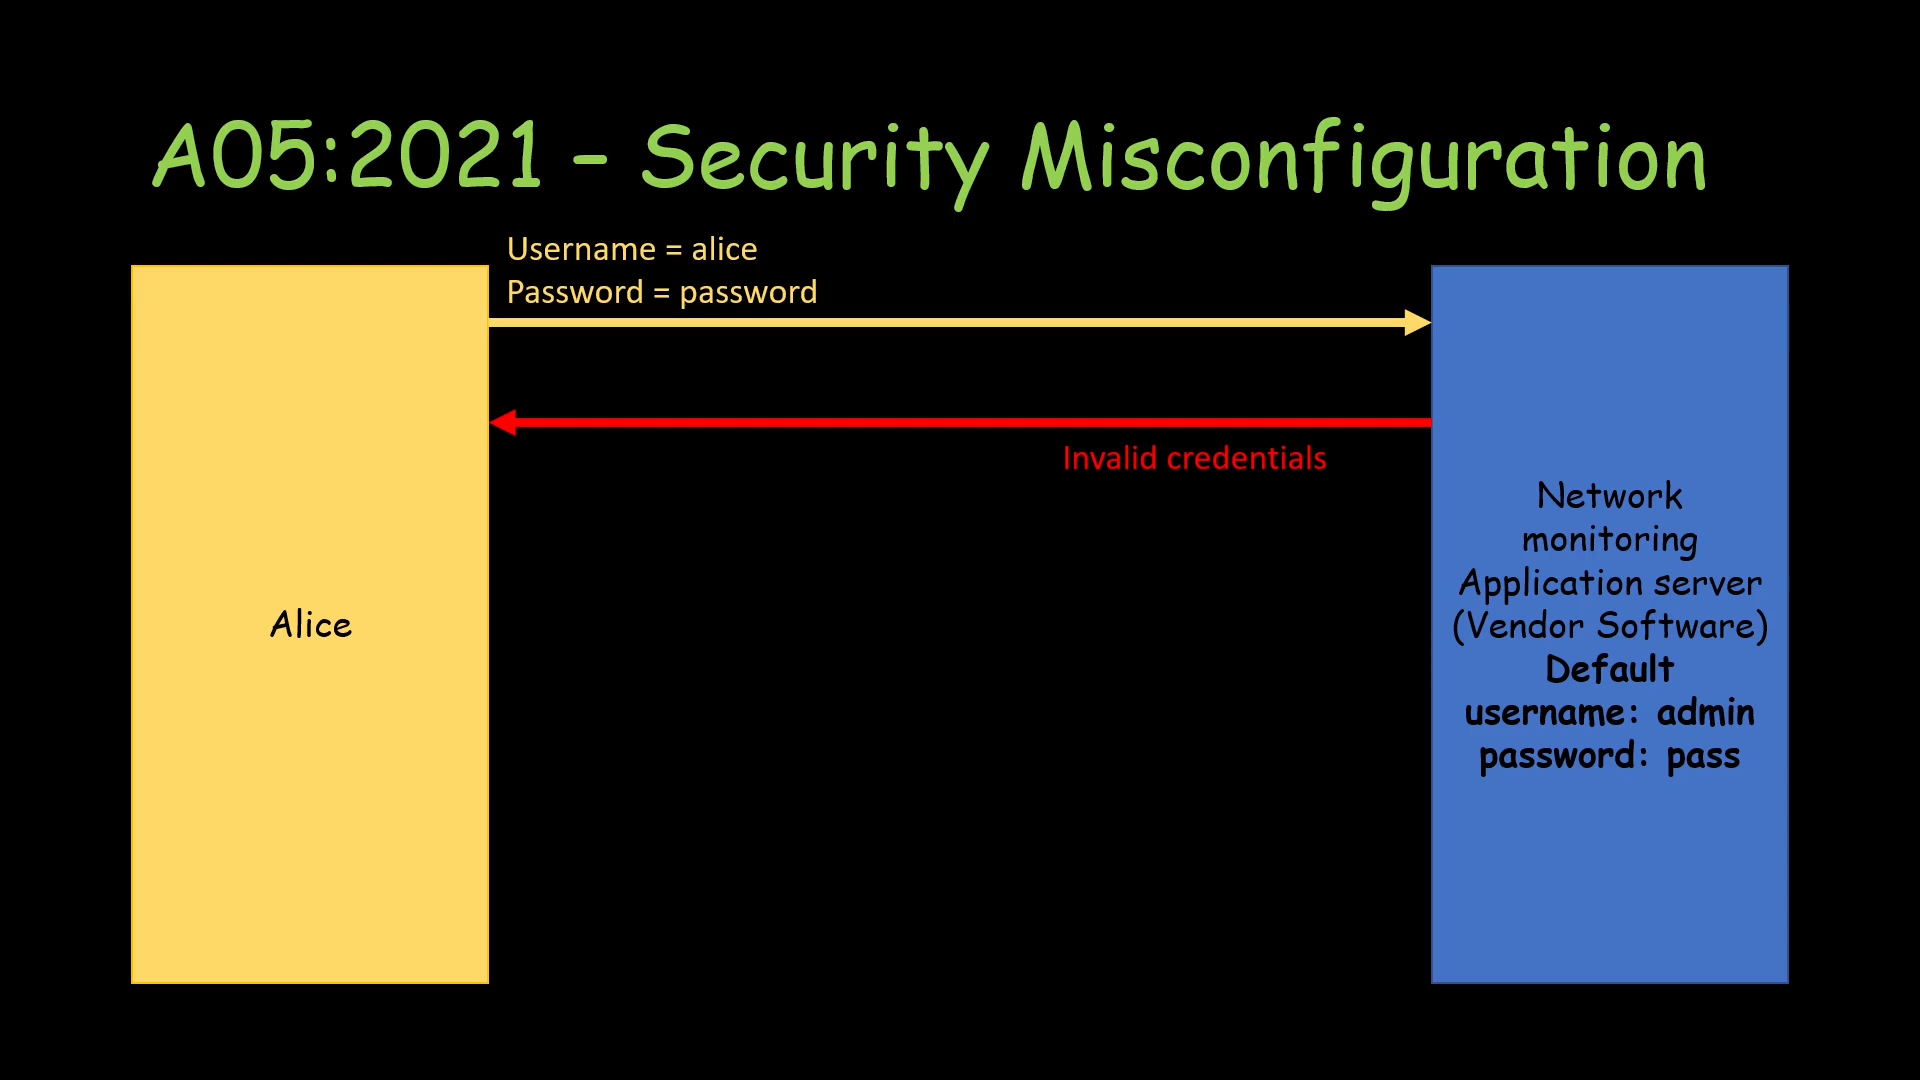 A05:2021 – Security Misconfiguration
Username = alice
Password = password
Invalid credentials
Alice
Network
monitoring
Application server
(Vendor Software)
Default
username: admin
password: pass